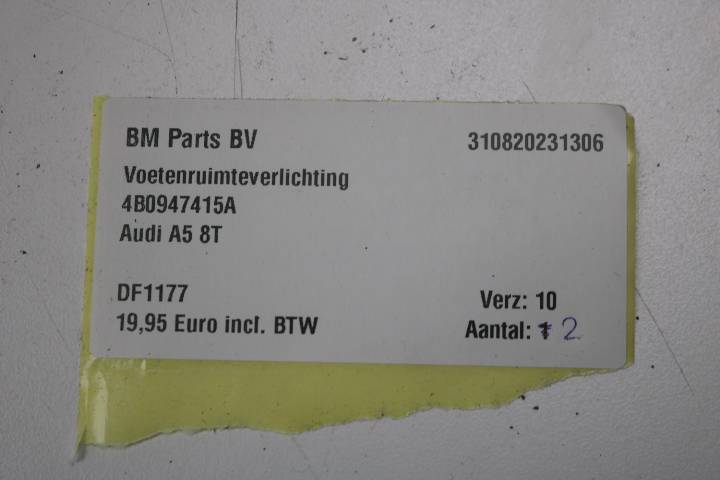 BM Parts BV 310820231306
Voetenruimteverlichting
4B0947415A
Audi A5 8T
DF1177 Verz: 10
19,95 Euro incl. BTW Aantal: 1 2